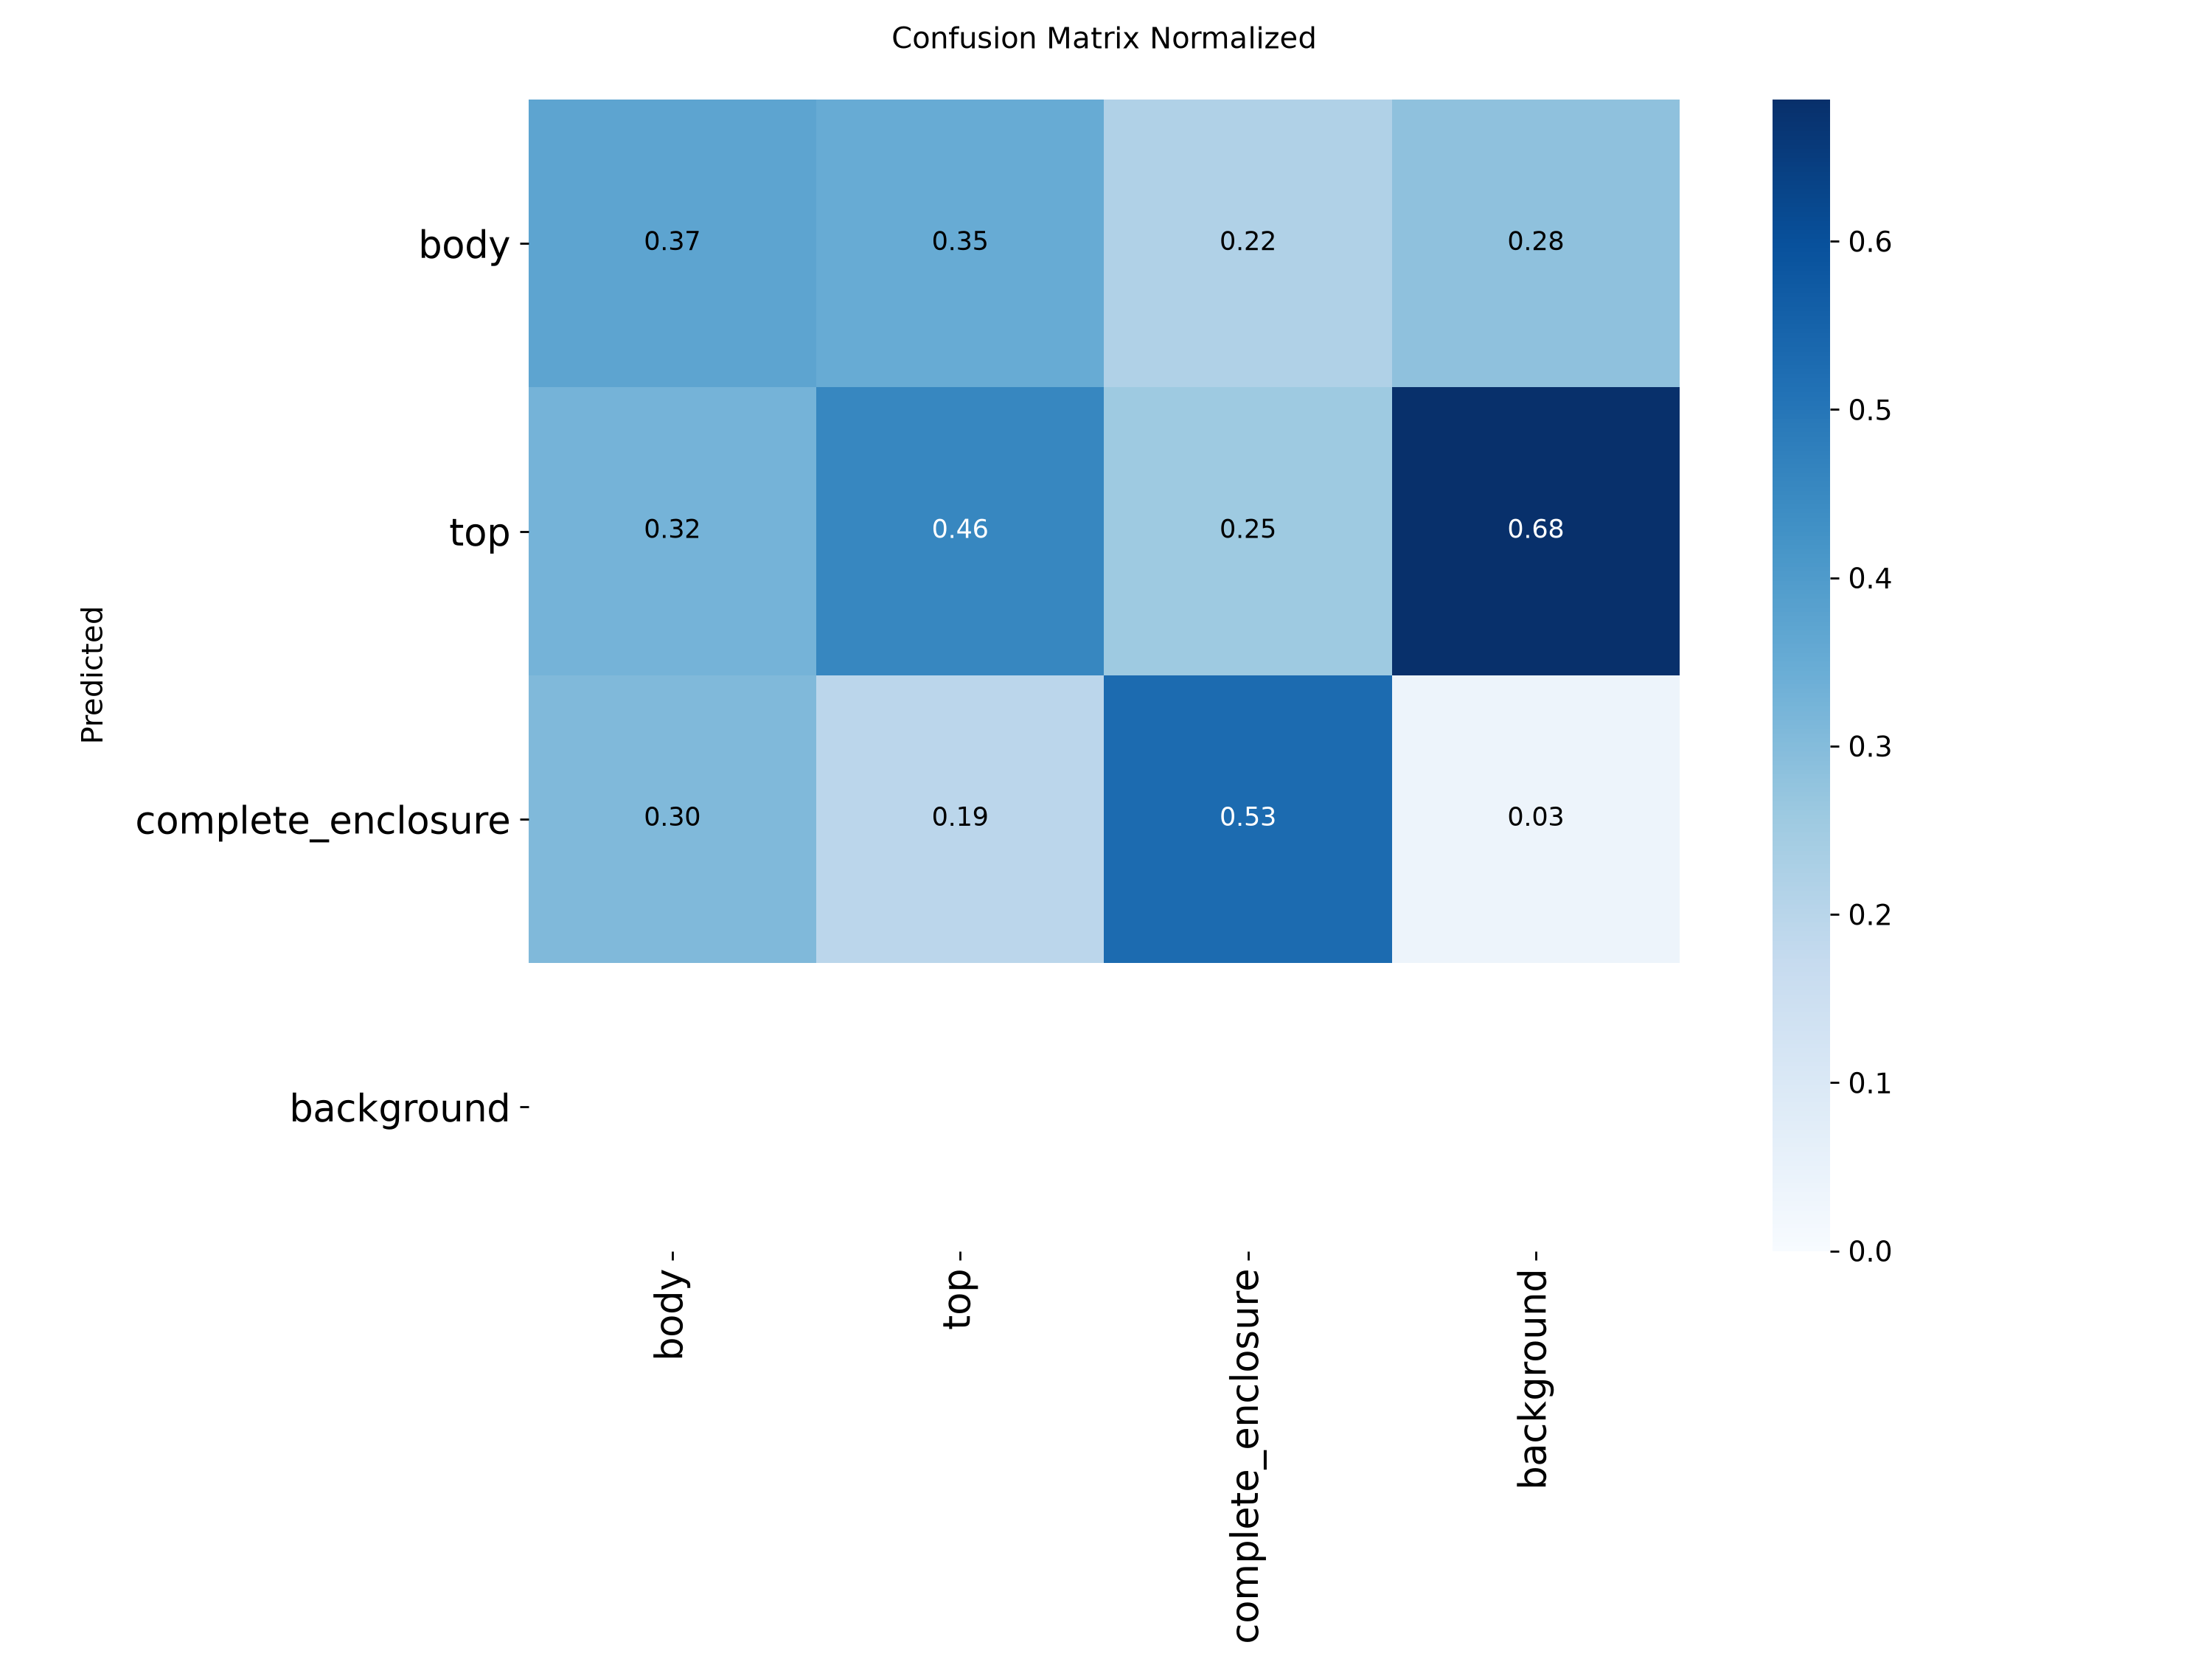 Confusion Matrix Normalized
Predicted
body
0.37 0.35 0.22 0.28
top
0.32 0.46 0.25 0.68
complete_enclosure
0.30 0.19 0.53 0.03
background
body
top
complete_enclosure
background
0.6
0.5
0.4
0.3
0.2
0.1
0.0